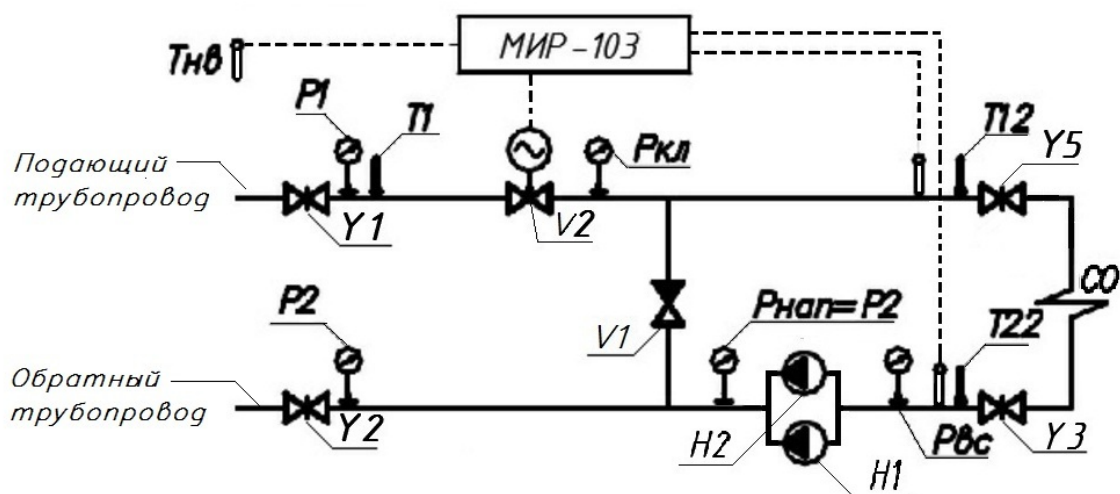 МИР-103
Тнв
Р1
Т1
Ркл
Т12
Y5
Подающий
трубопровод
Y1
V2
СО
Р2
V1
Рнап=Р2
Т22
Обратный
трубопровод
Y2
Н2
Рвс
Y3
Н1